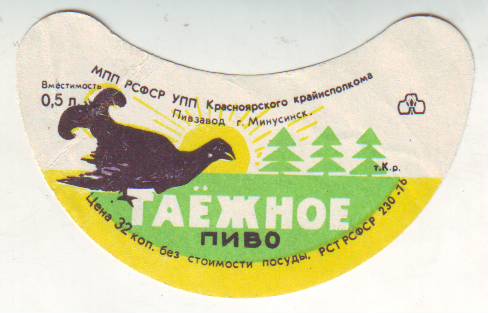 МПП РСФСР УПП Красноярского крайисполкома
Вместимость
0,5 л.
Пивзавод г. Минусинск.
т.К.р.
ТАЁЖНОЕ
ПИВО
Цена 32 коп. без стоимости посуды. РСТ РСФСР 230-76